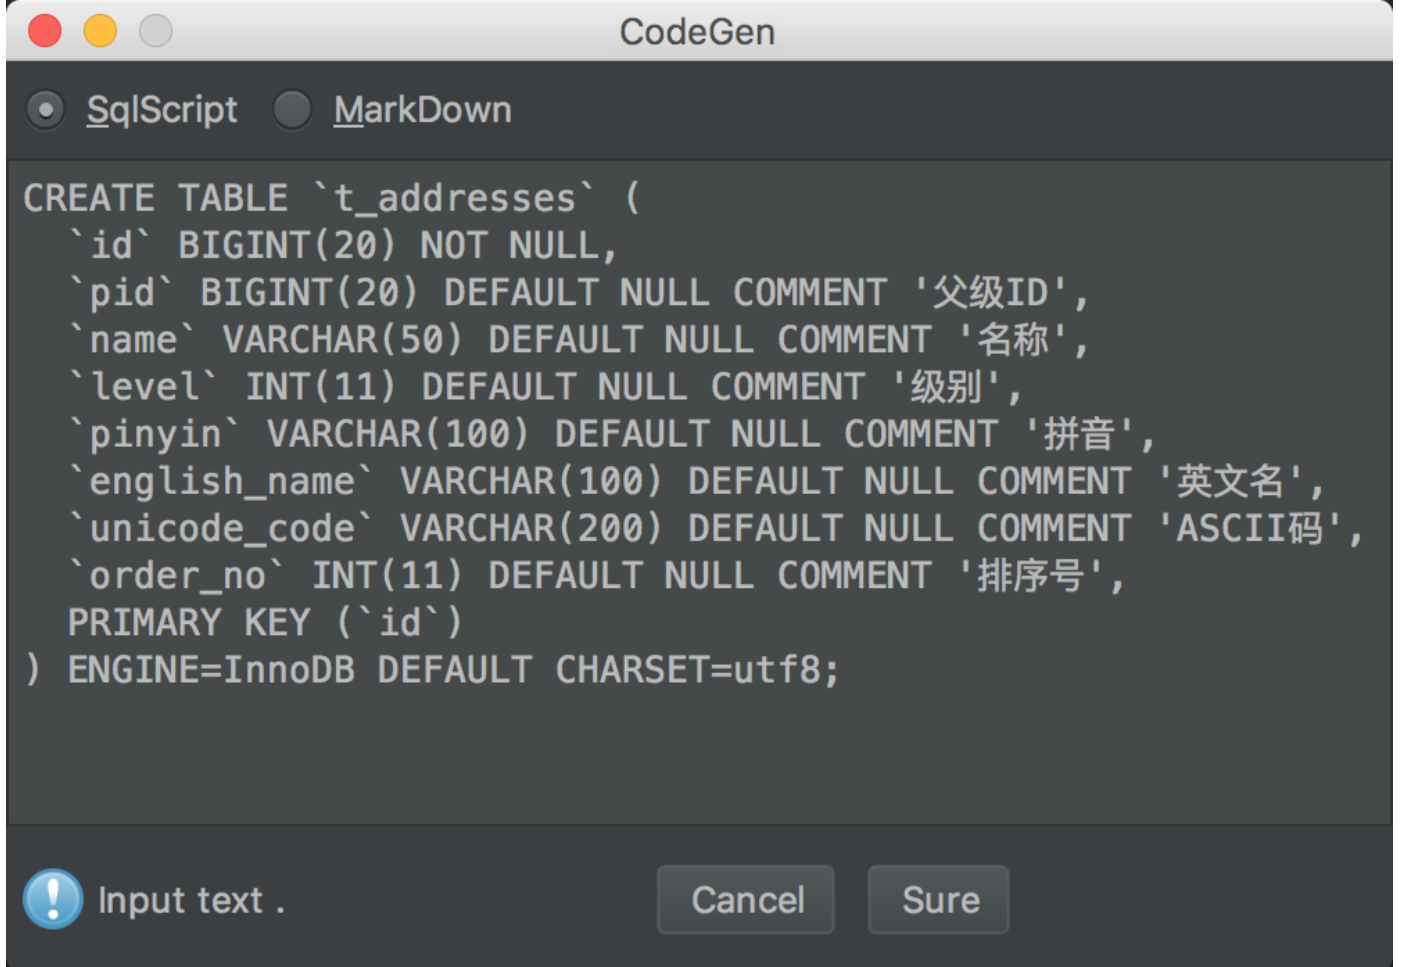 CodeGen
SqlScript MarkDown
CREATE TABLE `t_addresses` (
  `id` BIGINT(20) NOT NULL,
  `pid` BIGINT(20) DEFAULT NULL COMMENT '父级ID',
  `name` VARCHAR(50) DEFAULT NULL COMMENT '名称',
  `level` INT(11) DEFAULT NULL COMMENT '级别',
  `pinyin` VARCHAR(100) DEFAULT NULL COMMENT '拼音',
  `english_name` VARCHAR(100) DEFAULT NULL COMMENT '英文名',
  `unicode_code` VARCHAR(200) DEFAULT NULL COMMENT 'ASCII码',
  `order_no` INT(11) DEFAULT NULL COMMENT '排序号',
  PRIMARY KEY (`id`)
) ENGINE=InnoDB DEFAULT CHARSET=utf8;
Input text . Cancel Sure